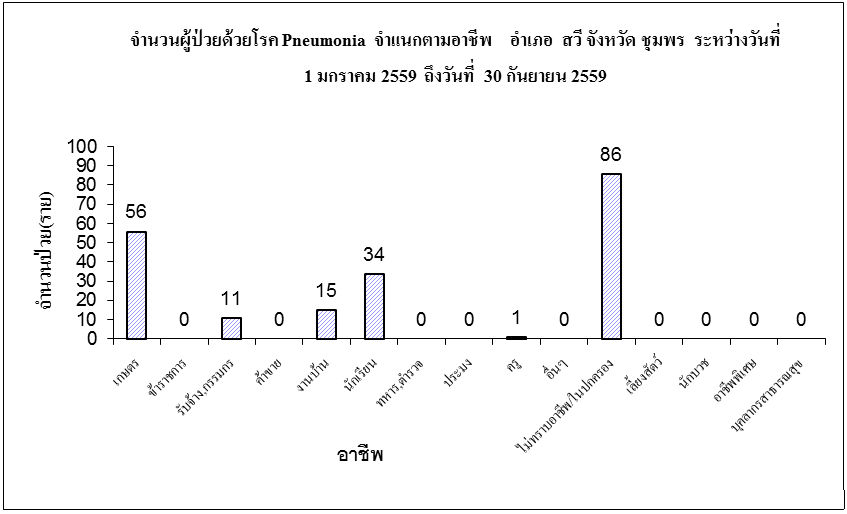 จำนวนผู้ป่วยด้วยโรค Pneumonia จำแนกตามอาชีพ อำเภอ สวี จังหวัด ชุมพร ระหว่างวันที่
1 มกราคม 2559 ถึงวันที่ 30 กันยายน 2559
จำนวนป่วย(ราย)
100
90
80
70
60
50
40
30
20
10
0
56
0
11
0
15
34
0
0
1
0
86
0
0
0
0
เกษตร
ข้าราชการ
รับจ้าง,กรรมกร
ค้าขาย
งานบ้าน
นักเรียน
ทหาร,ตำรวจ
ประมง
ครู
อื่นๆ
ไม่ทราบอาชีพ/ในปกครอง
เลี้ยงสัตว์
นักบวช
อาชีพพิเศษ
บุคลากรสาธารณสุข
อาชีพ